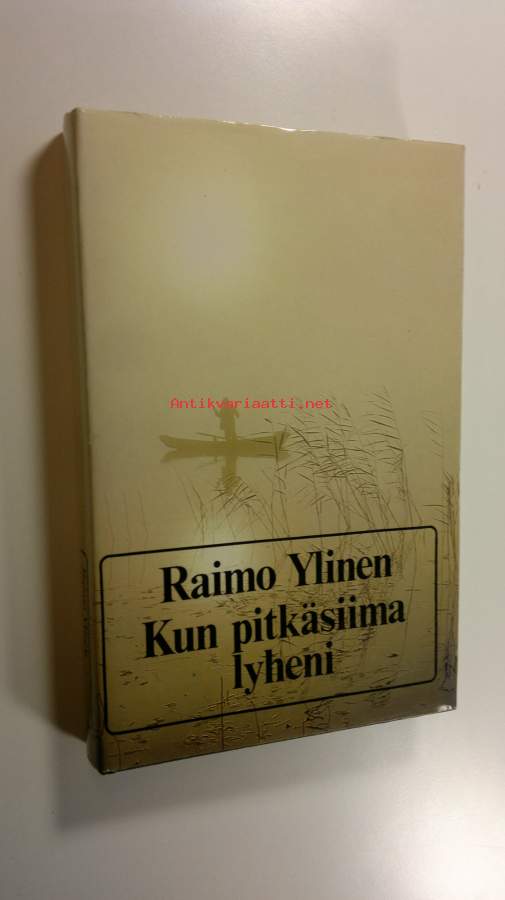 Antikvariaatti.net
Raimo Ylinen
Kun pitkäsiima
lyheni